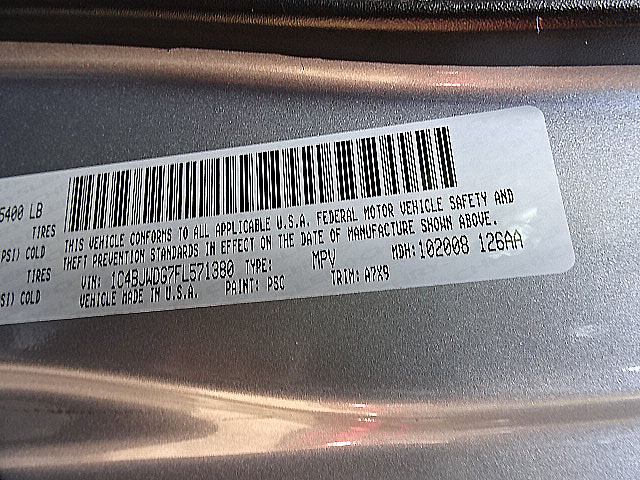 5400 LB
TIRES
PSI) COLD
TIRES
SI) COLD
THIS VEHICLE CONFORMS TO ALL APPLICABLE U.S.A. FEDERAL MOTOR VEHICLE SAFETY AND
THEFT PREVENTION STANDARDS IN EFFECT ON THE DATE OF MANUFACTURE SHOWN ABOVE.
VIN: 1C4BJWDG7FL571380 TYPE: MPV MDH: 102008 126AA
VEHICLE MADE IN U.S.A. PAINT: PSC TRIM: A7X9